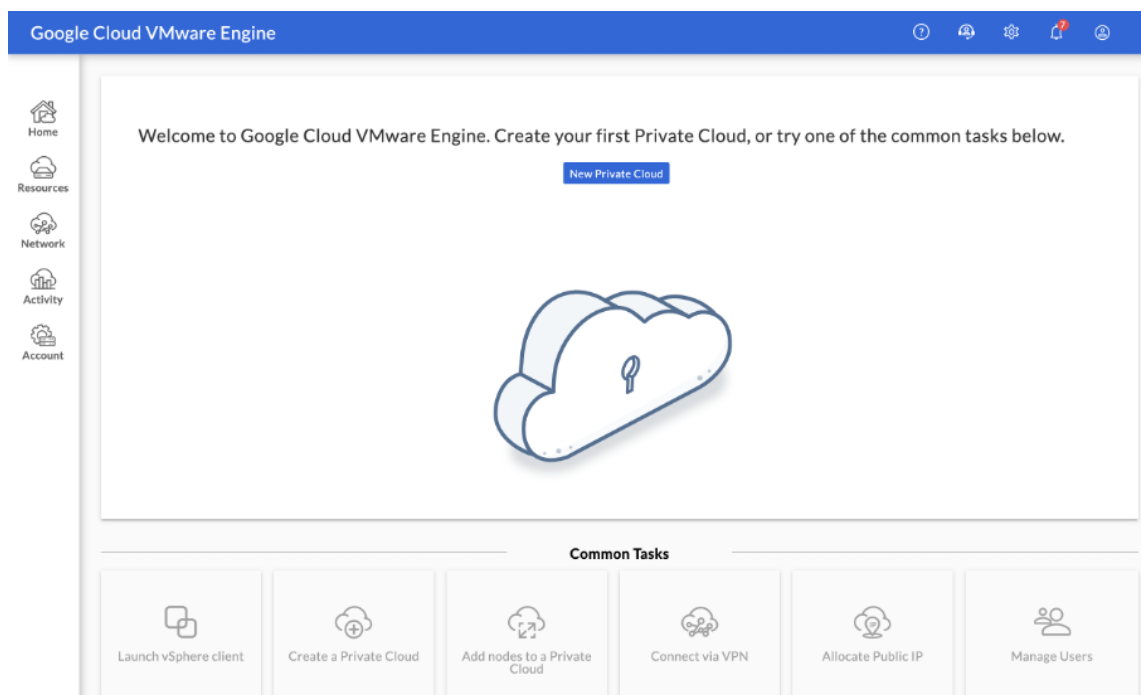 Google Cloud VMware Engine
7
Home
Resources
Network
Activity
Account
Welcome to Google Cloud VMware Engine. Create your first Private Cloud, or try one of the common tasks below.
New Private Cloud
Common Tasks
Launch vSphere client
Create a Private Cloud
Add nodes to a Private
Cloud
Connect via VPN
Allocate Public IP
Manage Users